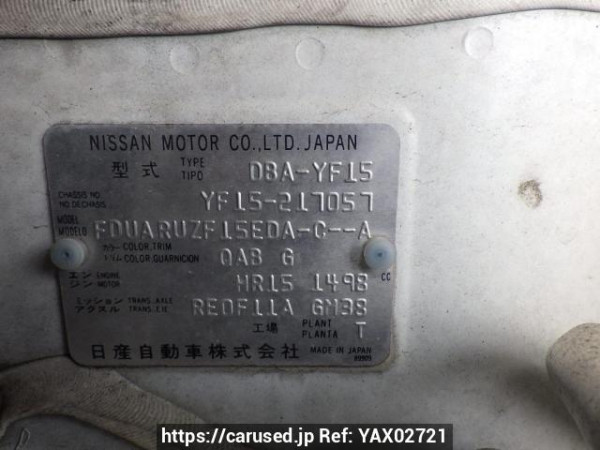 NISSAN MOTOR CO.,LTD. JAPAN
型式 TYPE TIPO DBA-YF15
CHASSIS NO. NO. DE CHASIS YF15-217057
MODEL MODELO FDUARUZF15EDA-C--A
カラー COLOR, TRIM トリム COLOR, GUARNICION QAB G
エンジン ENGINE MOTOR HR15 1498 CC
ミッション TRANS. AXLE アクスル TRANS. EJE RE0F11A GM38
工場 PLANT PLANTA T
日産自動車株式会社 MADE IN JAPAN
https://carused.jp Ref: YAX02721